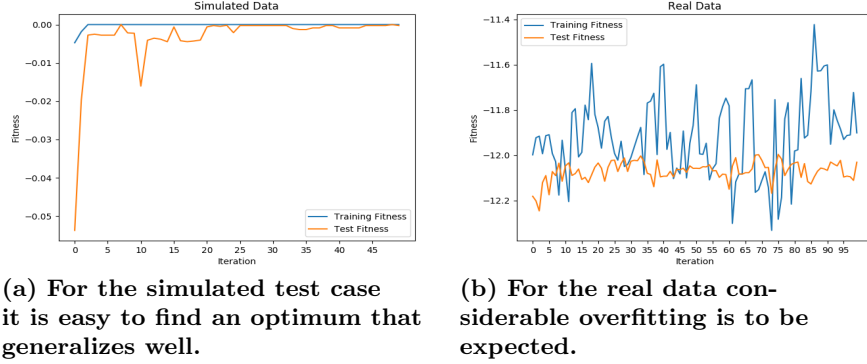 Simulated Data
Fitness
0.00
−0.01
−0.02
−0.03
−0.04
−0.05
Training Fitness
Test Fitness
0 5 10 15 20 25 30 35 40 45
Iteration
Real Data
Fitness
−11.4
−11.6
−11.8
−12.0
−12.2
Training Fitness
Test Fitness
0 5 10 15 20 25 30 35 40 45 50 55 60 65 70 75 80 85 90 95
Iteration
(a) For the simulated test case
it is easy to find an optimum that
generalizes well.
(b) For the real data con-
siderable overfitting is to be
expected.